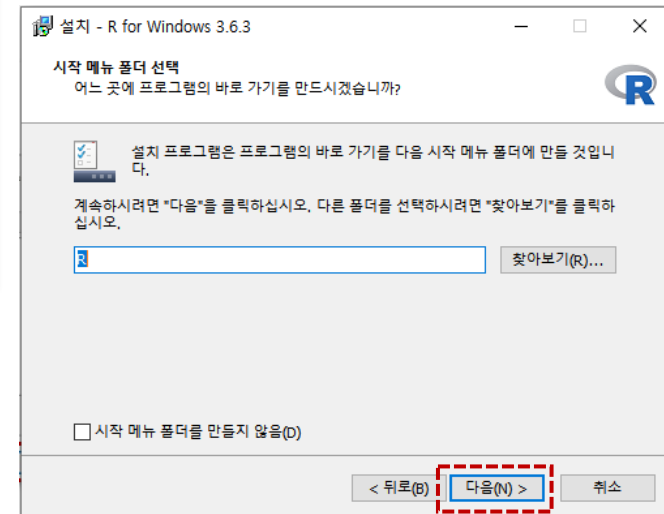 설치 - R for Windows 3.6.3
시작 메뉴 폴더 선택
어느 곳에 프로그램의 바로 가기를 만드시겠습니까?
R
설치 프로그램은 프로그램의 바로 가기를 다음 시작 메뉴 폴더에 만들 것입니
다.
계속하시려면 "다음"을 클릭하십시오. 다른 폴더를 선택하시려면 "찾아보기"를 클릭하
십시오.
R
찾아보기(R)...
시작 메뉴 폴더를 만들지 않음(D)
< 뒤로(B) 다음(N) > 취소